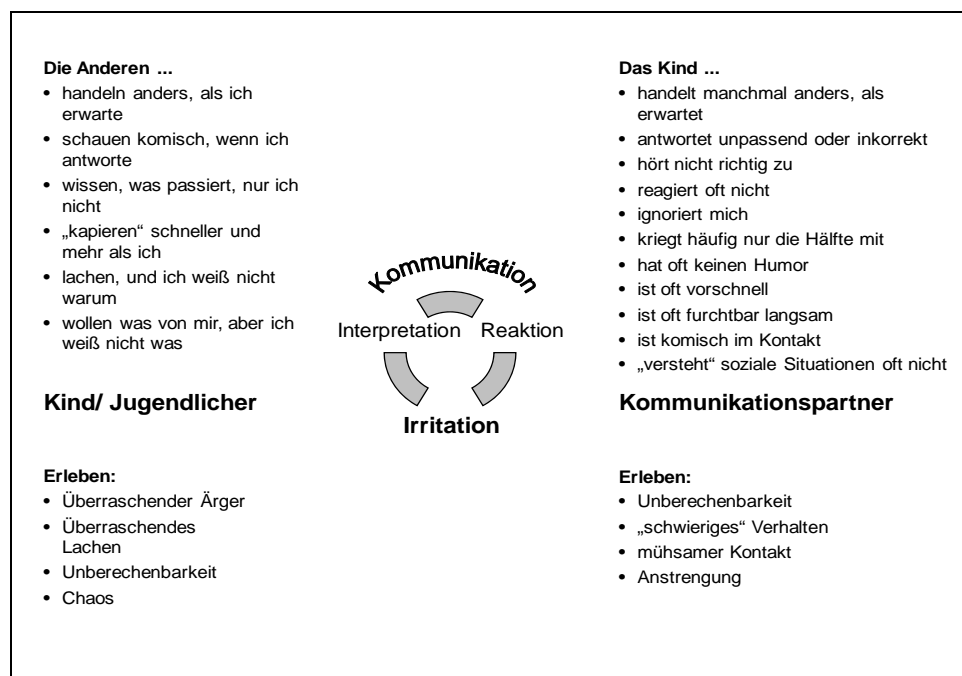 Die Anderen ...
• handeln anders, als ich
erwarte
• schauen komisch, wenn ich
antworte
• wissen, was passiert, nur ich
nicht
• „kapieren“ schneller und
mehr als ich
• lachen, und ich weiß nicht
warum
• wollen was von mir, aber ich
weiß nicht was
Kind/ Jugendlicher
Erleben:
• Überraschender Ärger
• Überraschendes
Lachen
• Unberechenbarkeit
• Chaos
Kommunikation
Interpretation
Reaktion
Irritation
Das Kind ...
• handelt manchmal anders, als
erwartet
• antwortet unpassend oder inkorrekt
• hört nicht richtig zu
• reagiert oft nicht
• ignoriert mich
• kriegt häufig nur die Hälfte mit
• hat oft keinen Humor
• ist oft vorschnell
• ist oft furchtbar langsam
• ist komisch im Kontakt
• „versteht“ soziale Situationen oft nicht
Kommunikationspartner
Erleben:
• Unberechenbarkeit
• „schwieriges“ Verhalten
• mühsamer Kontakt
• Anstrengung